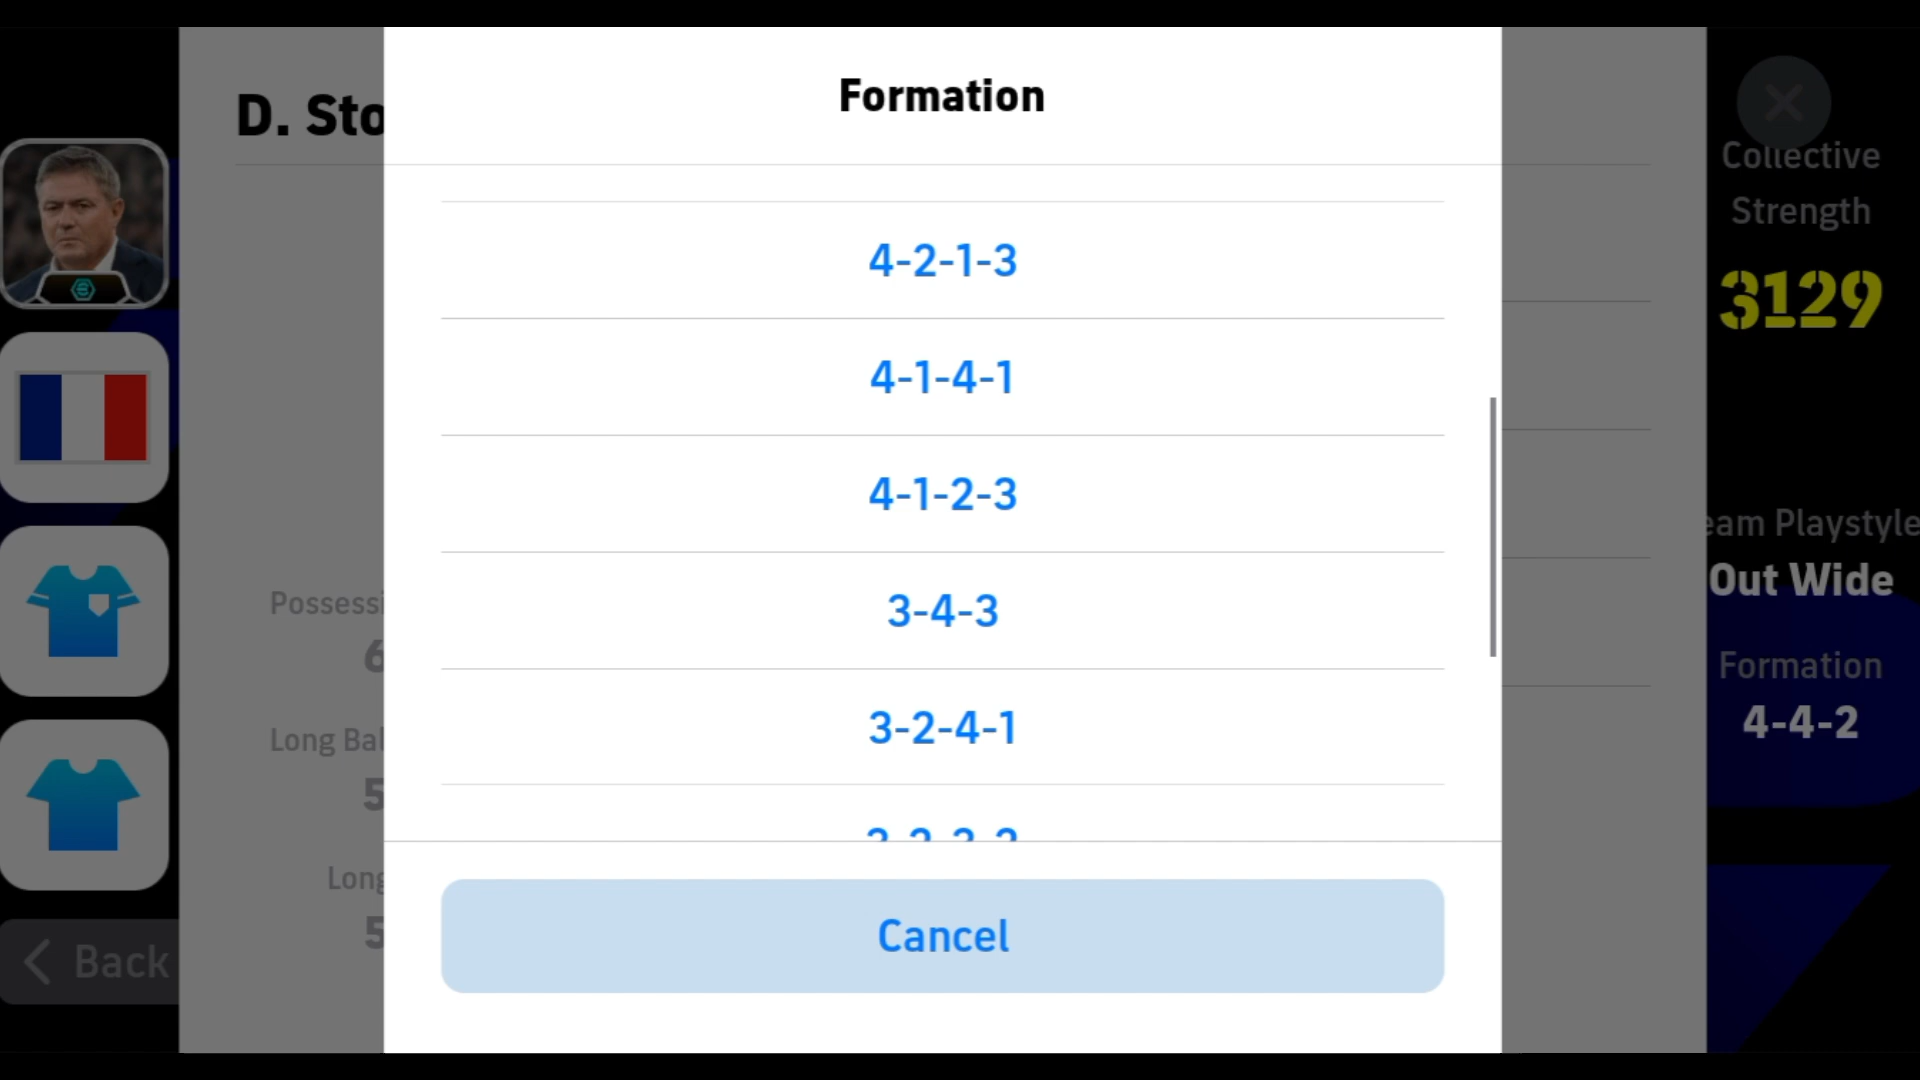 Formation
D. Sto
4-2-1-3
4-1-4-1
4-1-2-3
3-4-3
3-2-4-1
Cancel
Possessi
6
Long Bal
5
Long
5
Back
Collective
Strength
3129
eam Playstyle
Out Wide
Formation
4-4-2